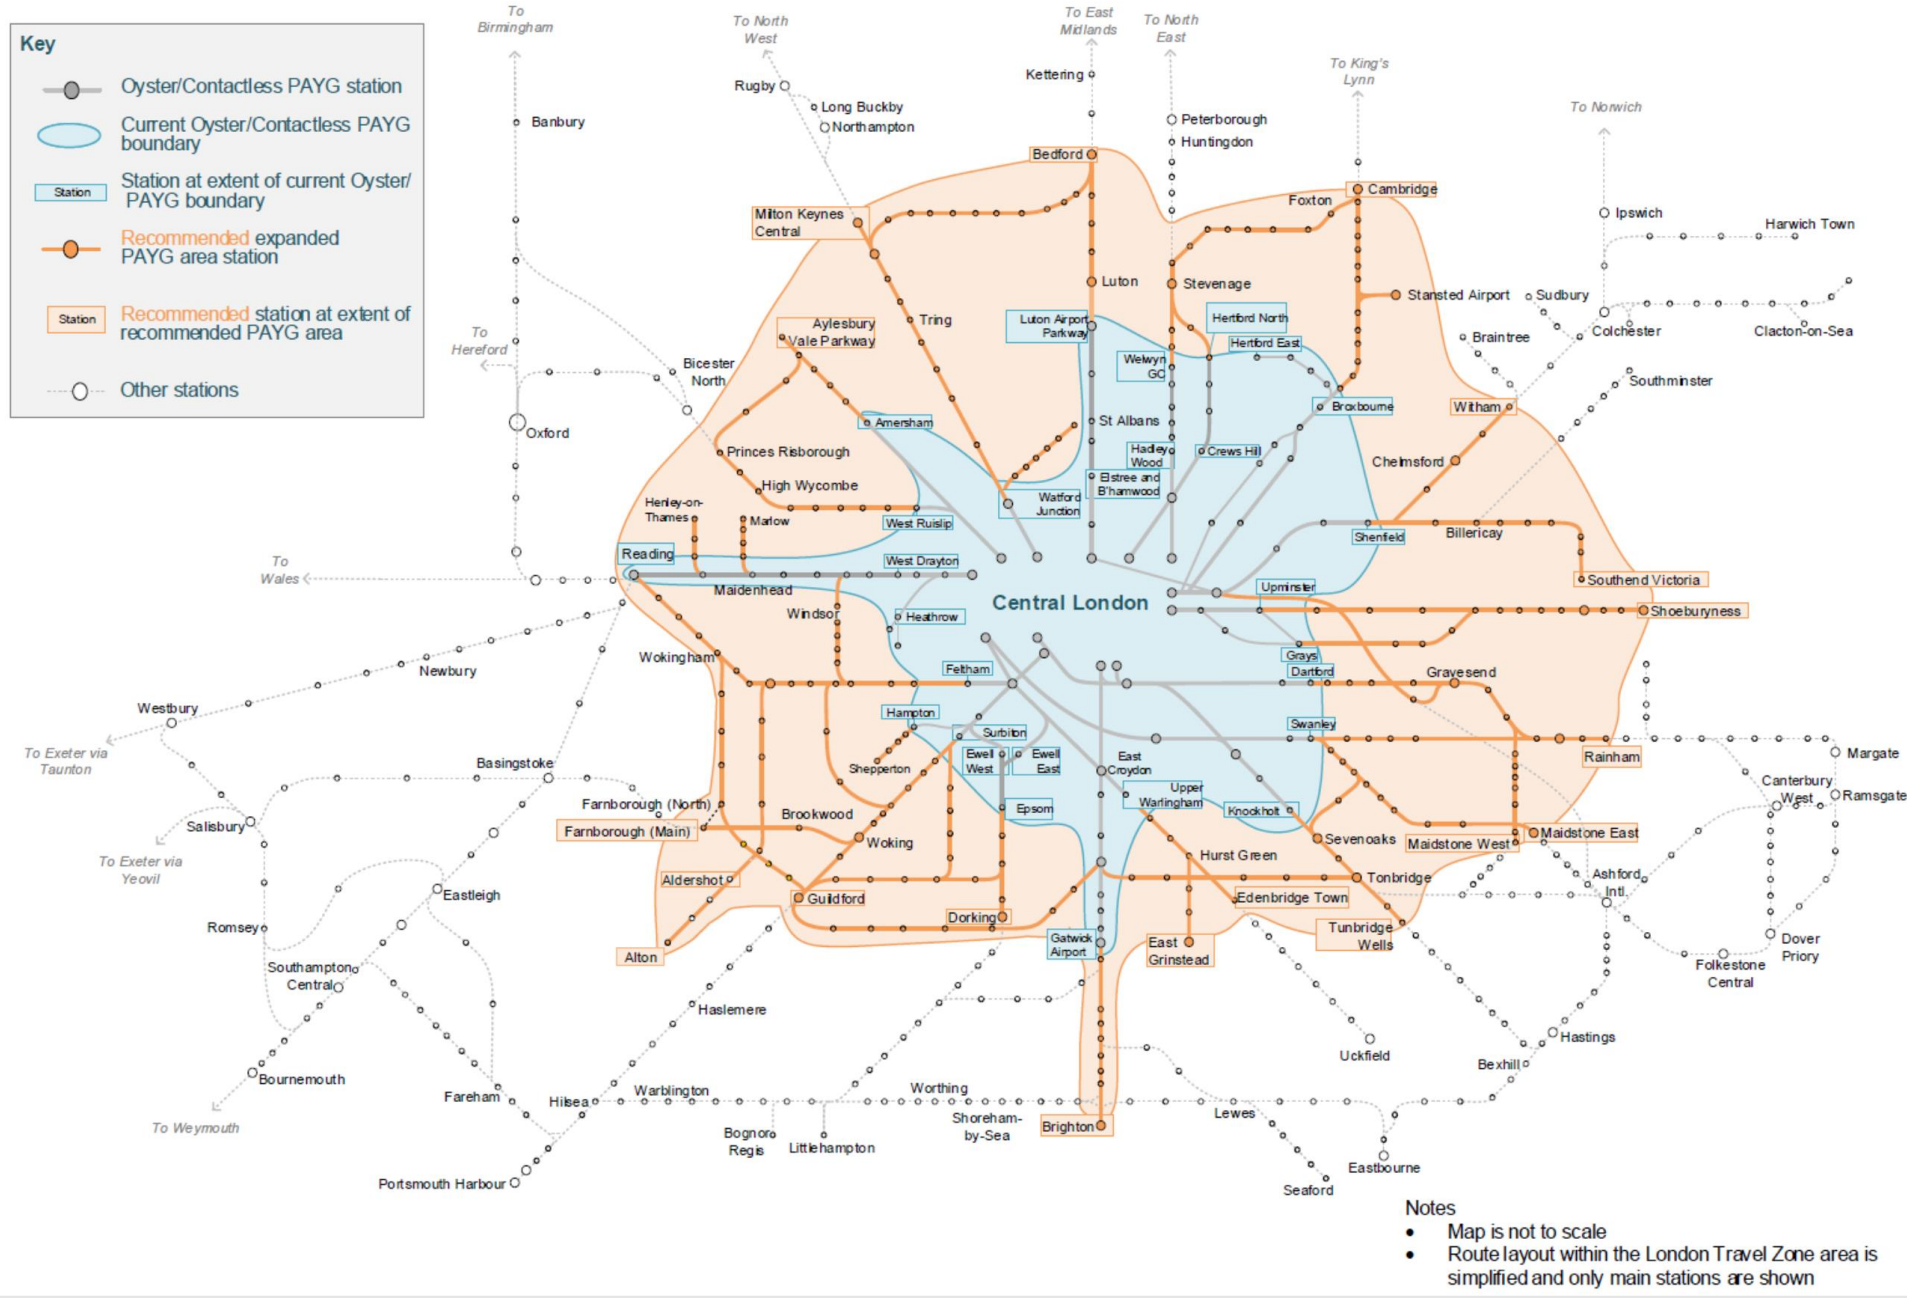 Key
Oyster/Contactless PAYG station
Current Oyster/Contactless PAYG
boundary
Station
Station at extent of current Oyster/
PAYG boundary
Recommended expanded
PAYG area station
Station
Recommended station at extent of
recommended PAYG area
Other stations
To
Birmingham
To North
West
To East
Midlands
To North
East
To King's
Lynn
To Norwich
Rugby
Long Buckby
Northampton
Kettering
Peterborough
Huntingdon
Banbury
Bedford
Cambridge
Foxton
Milton Keynes
Central
Ipswich
Harwich Town
Luton
Stevenage
Stansted Airport
Sudbury
Colchester
Clacton-on-Sea
Braintree
Tring
Aylesbury
Vale Parkway
Luton Airport
Parkway
Hertford North
Hertford East
Welwyn
GC
To
Hereford
Bicester
North
Southminster
Oxford
Amersham
St Albans
Broxbourne
Witham
Princes Risborough
Hadley
Wood
Crews Hill
Chelmsford
High Wycombe
Elstree and
B'hamwood
Watford
Junction
Henley-on-
Thames
Marlow
West Ruislip
Shenfield
Billericay
Reading
West Drayton
To
Wales
Maidenhead
Upminster
Southend Victoria
Windsor
Heathrow
Central London
Shoeburyness
Wokingham
Feltham
Grays
Dartford
Gravesend
Newbury
Westbury
Hampton
Surbiton
Swanley
To Exeter via
Taunton
Basingstoke
Shepperton
Ewell
West
Ewell
East
East
Croydon
Rainham
Margate
Canterbury
West
Ramsgate
Farnborough (North)
Brookwood
Epsom
Upper
Warlingham
Knockholt
Salisbury
Farnborough (Main)
Woking
Sevenoaks
Maidstone West
Maidstone East
To Exeter via
Yeovil
Hurst Green
Aldershot
Tonbridge
Ashford
Intl.
Eastleigh
Guildford
Edenbridge Town
Romsey
Dorking
Tunbridge
Wells
Dover
Priory
Alton
Gatwick
Airport
East
Grinstead
Folkestone
Central
Southampton
Central
Haslemere
Hastings
Uckfield
Bexhill
Bournemouth
Fareham
Hilsea
Warblington
Worthing
Lewes
To Weymouth
Bognor
Regis
Littlehampton
Shoreham-
by-Sea
Brighton
Eastbourne
Portsmouth Harbour
Seaford
Notes
• Map is not to scale
• Route layout within the London Travel Zone area is
simplified and only main stations are shown